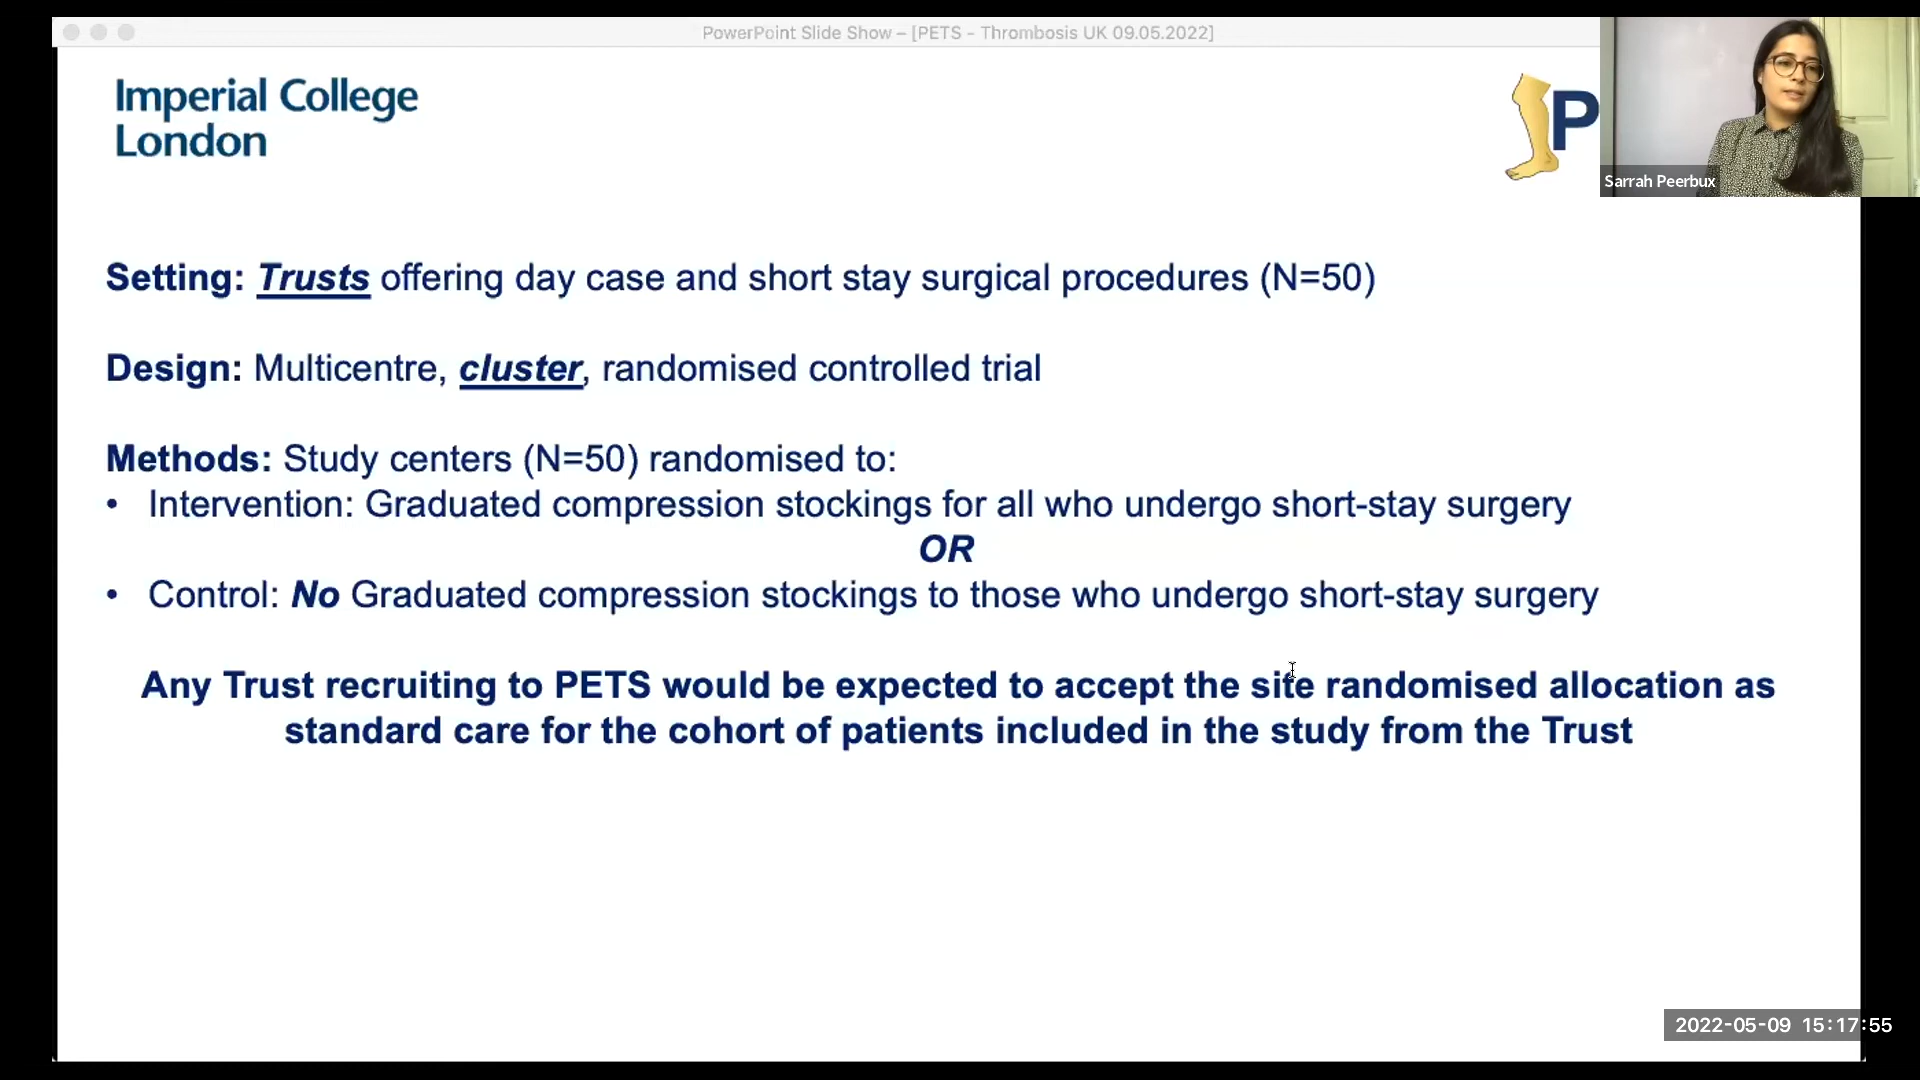 PowerPoint Slide Show – [PETS - Thrombosis UK 09.05.2022]
Imperial College
London
P
Sarrah Peerbux
Setting: Trusts offering day case and short stay surgical procedures (N=50)
Design: Multicentre, cluster, randomised controlled trial
Methods: Study centers (N=50) randomised to:
• Intervention: Graduated compression stockings for all who undergo short-stay surgery
OR
• Control: No Graduated compression stockings to those who undergo short-stay surgery
Any Trust recruiting to PETS would be expected to accept the site randomised allocation as
standard care for the cohort of patients included in the study from the Trust
2022-05-09 15:17:55